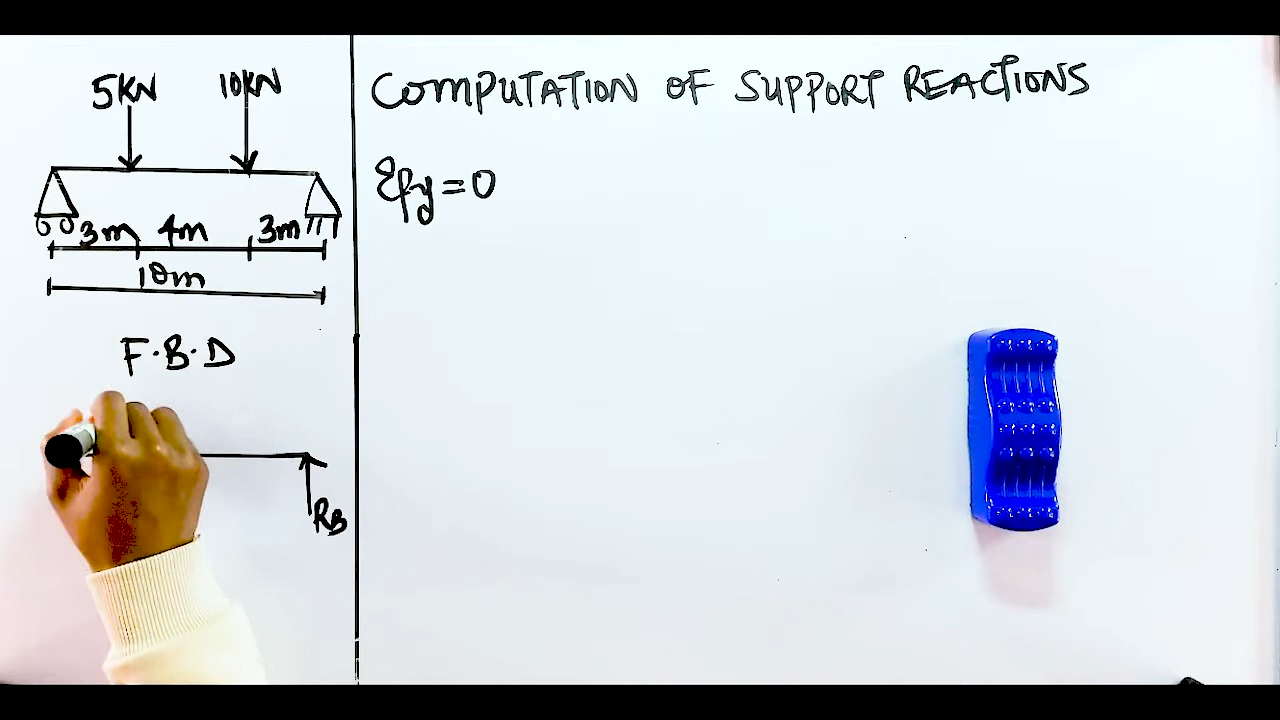 5KN 10KN
3m 4m 3m
10m
F.B.D
RB
COMPUTATION OF SUPPORT REACTIONS
Σfy=0